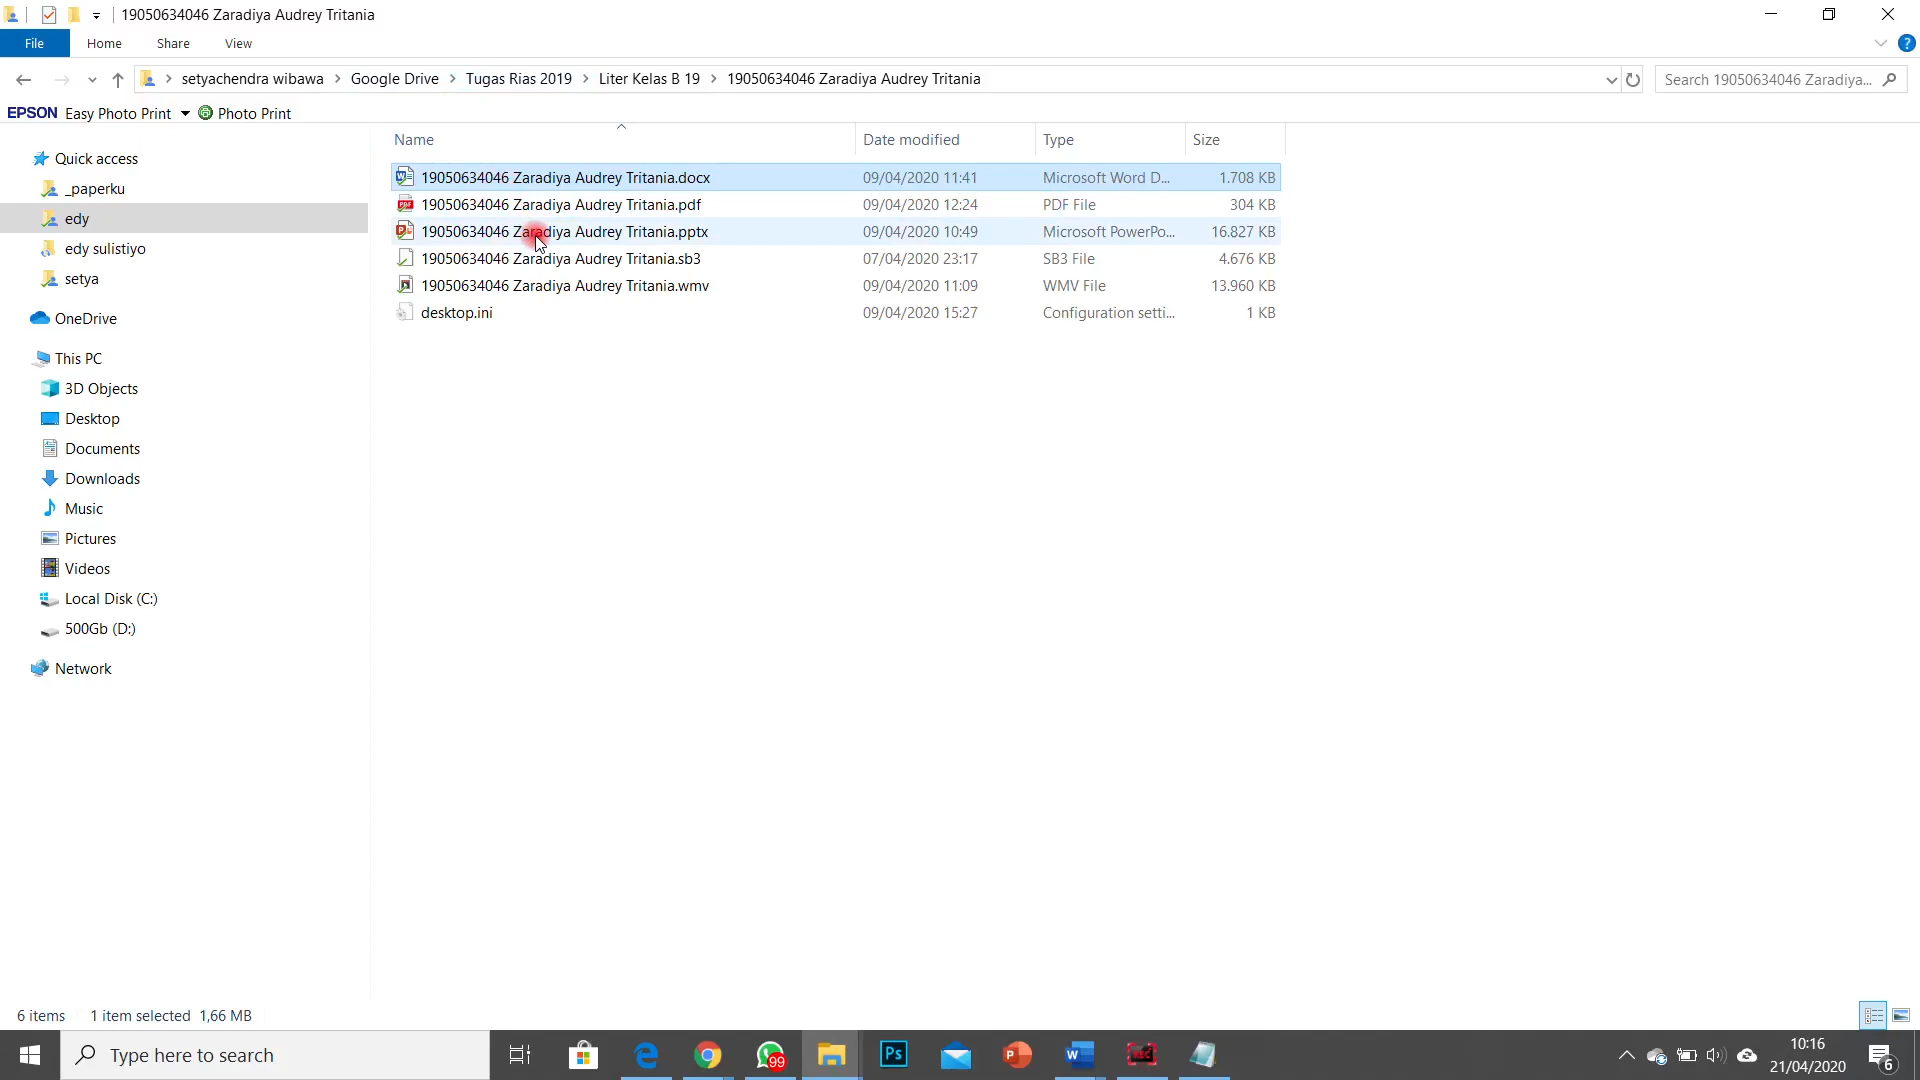 19050634046 Zaradiya Audrey Tritania
File Home Share View
setyachendra wibawa Google Drive Tugas Rias 2019 Liter Kelas B 19 19050634046 Zaradiya Audrey Tritania Search 19050634046 Zaradiya...
EPSON Easy Photo Print Photo Print
Name Date modified Type Size
19050634046 Zaradiya Audrey Tritania.docx 09/04/2020 11:41 Microsoft Word D... 1.708 KB
19050634046 Zaradiya Audrey Tritania.pdf 09/04/2020 12:24 PDF File 304 KB
19050634046 Zaradiya Audrey Tritania.pptx 09/04/2020 10:49 Microsoft PowerPo... 16.827 KB
19050634046 Zaradiya Audrey Tritania.sb3 07/04/2020 23:17 SB3 File 4.676 KB
19050634046 Zaradiya Audrey Tritania.wmv 09/04/2020 11:09 WMV File 13.960 KB
desktop.ini 09/04/2020 15:27 Configuration setti... 1 KB
Quick access
_paperku
edy
edy sulistiyo
setya
OneDrive
This PC
3D Objects
Desktop
Documents
Downloads
Music
Pictures
Videos
Local Disk (C:)
500Gb (D:)
Network
6 items 1 item selected 1,66 MB
Type here to search
99
Ps
10:16
21/04/2020
6